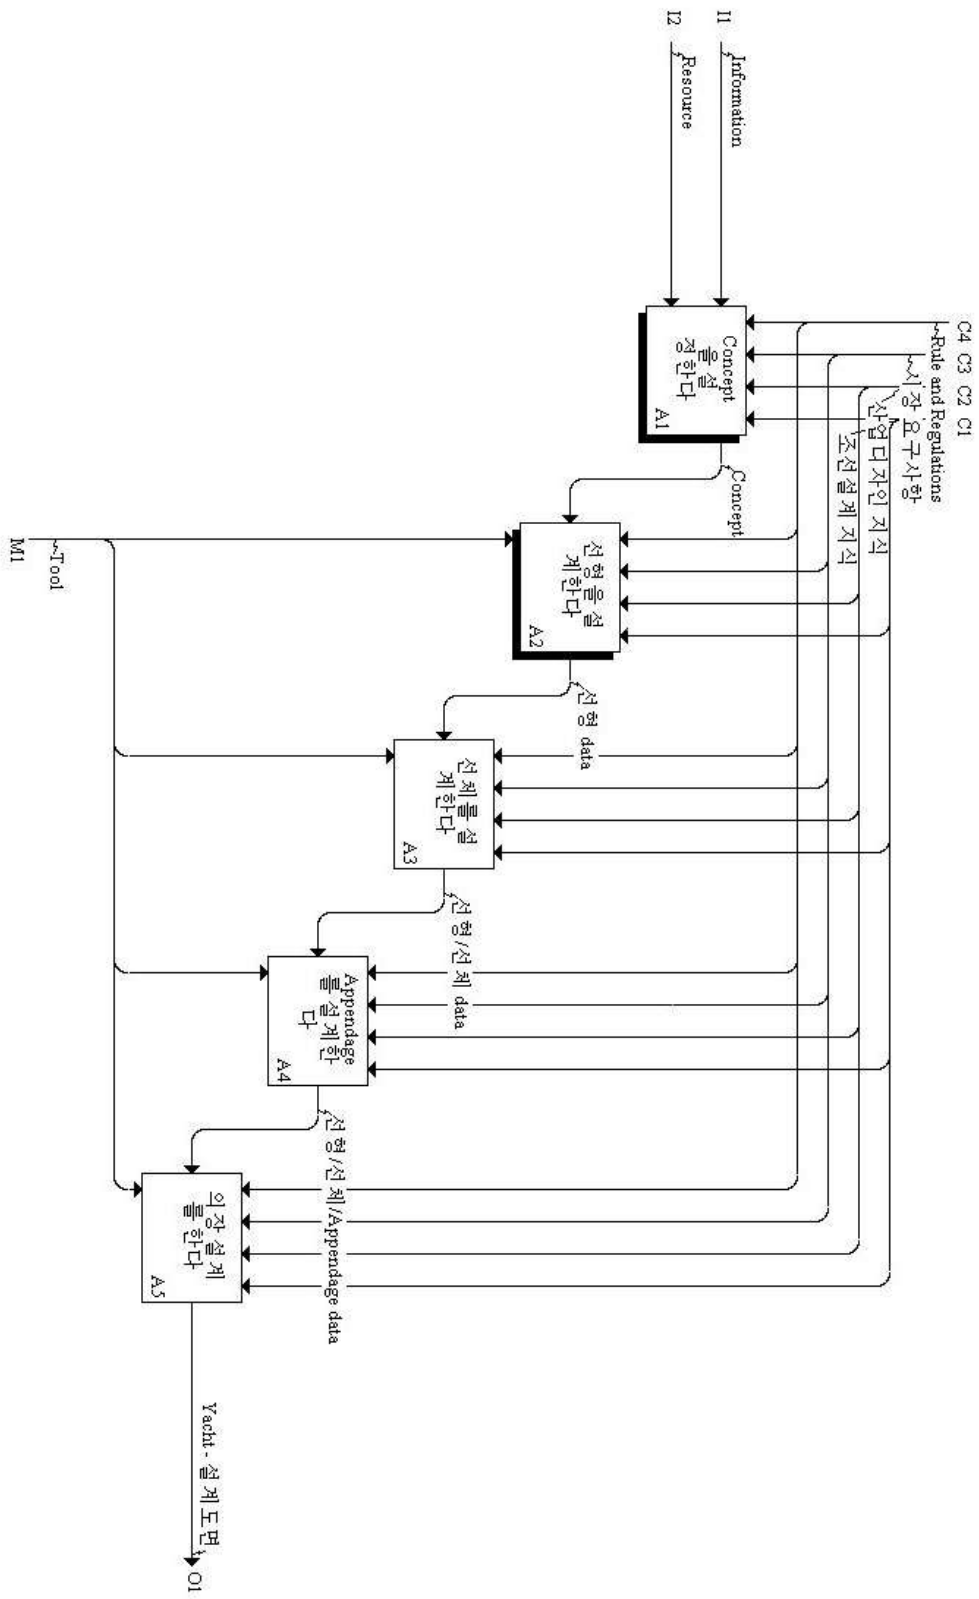 C4 C3 C2 C1
Rule and Regulations
시장 요구사항
산업디자인 지식
조선설계 지식
I1
Information
I2
Resource
Concept
을 설
정한다
A1
Concept
선형을 설
계한다
A2
선형 data
선체를 설
계한다
A3
선형/선체 data
Appendage
를 설계한
다
A4
선형/선체/Appendage data
의장설계
를 한다
A5
Yacht - 설계도면
O1
Tool
M1